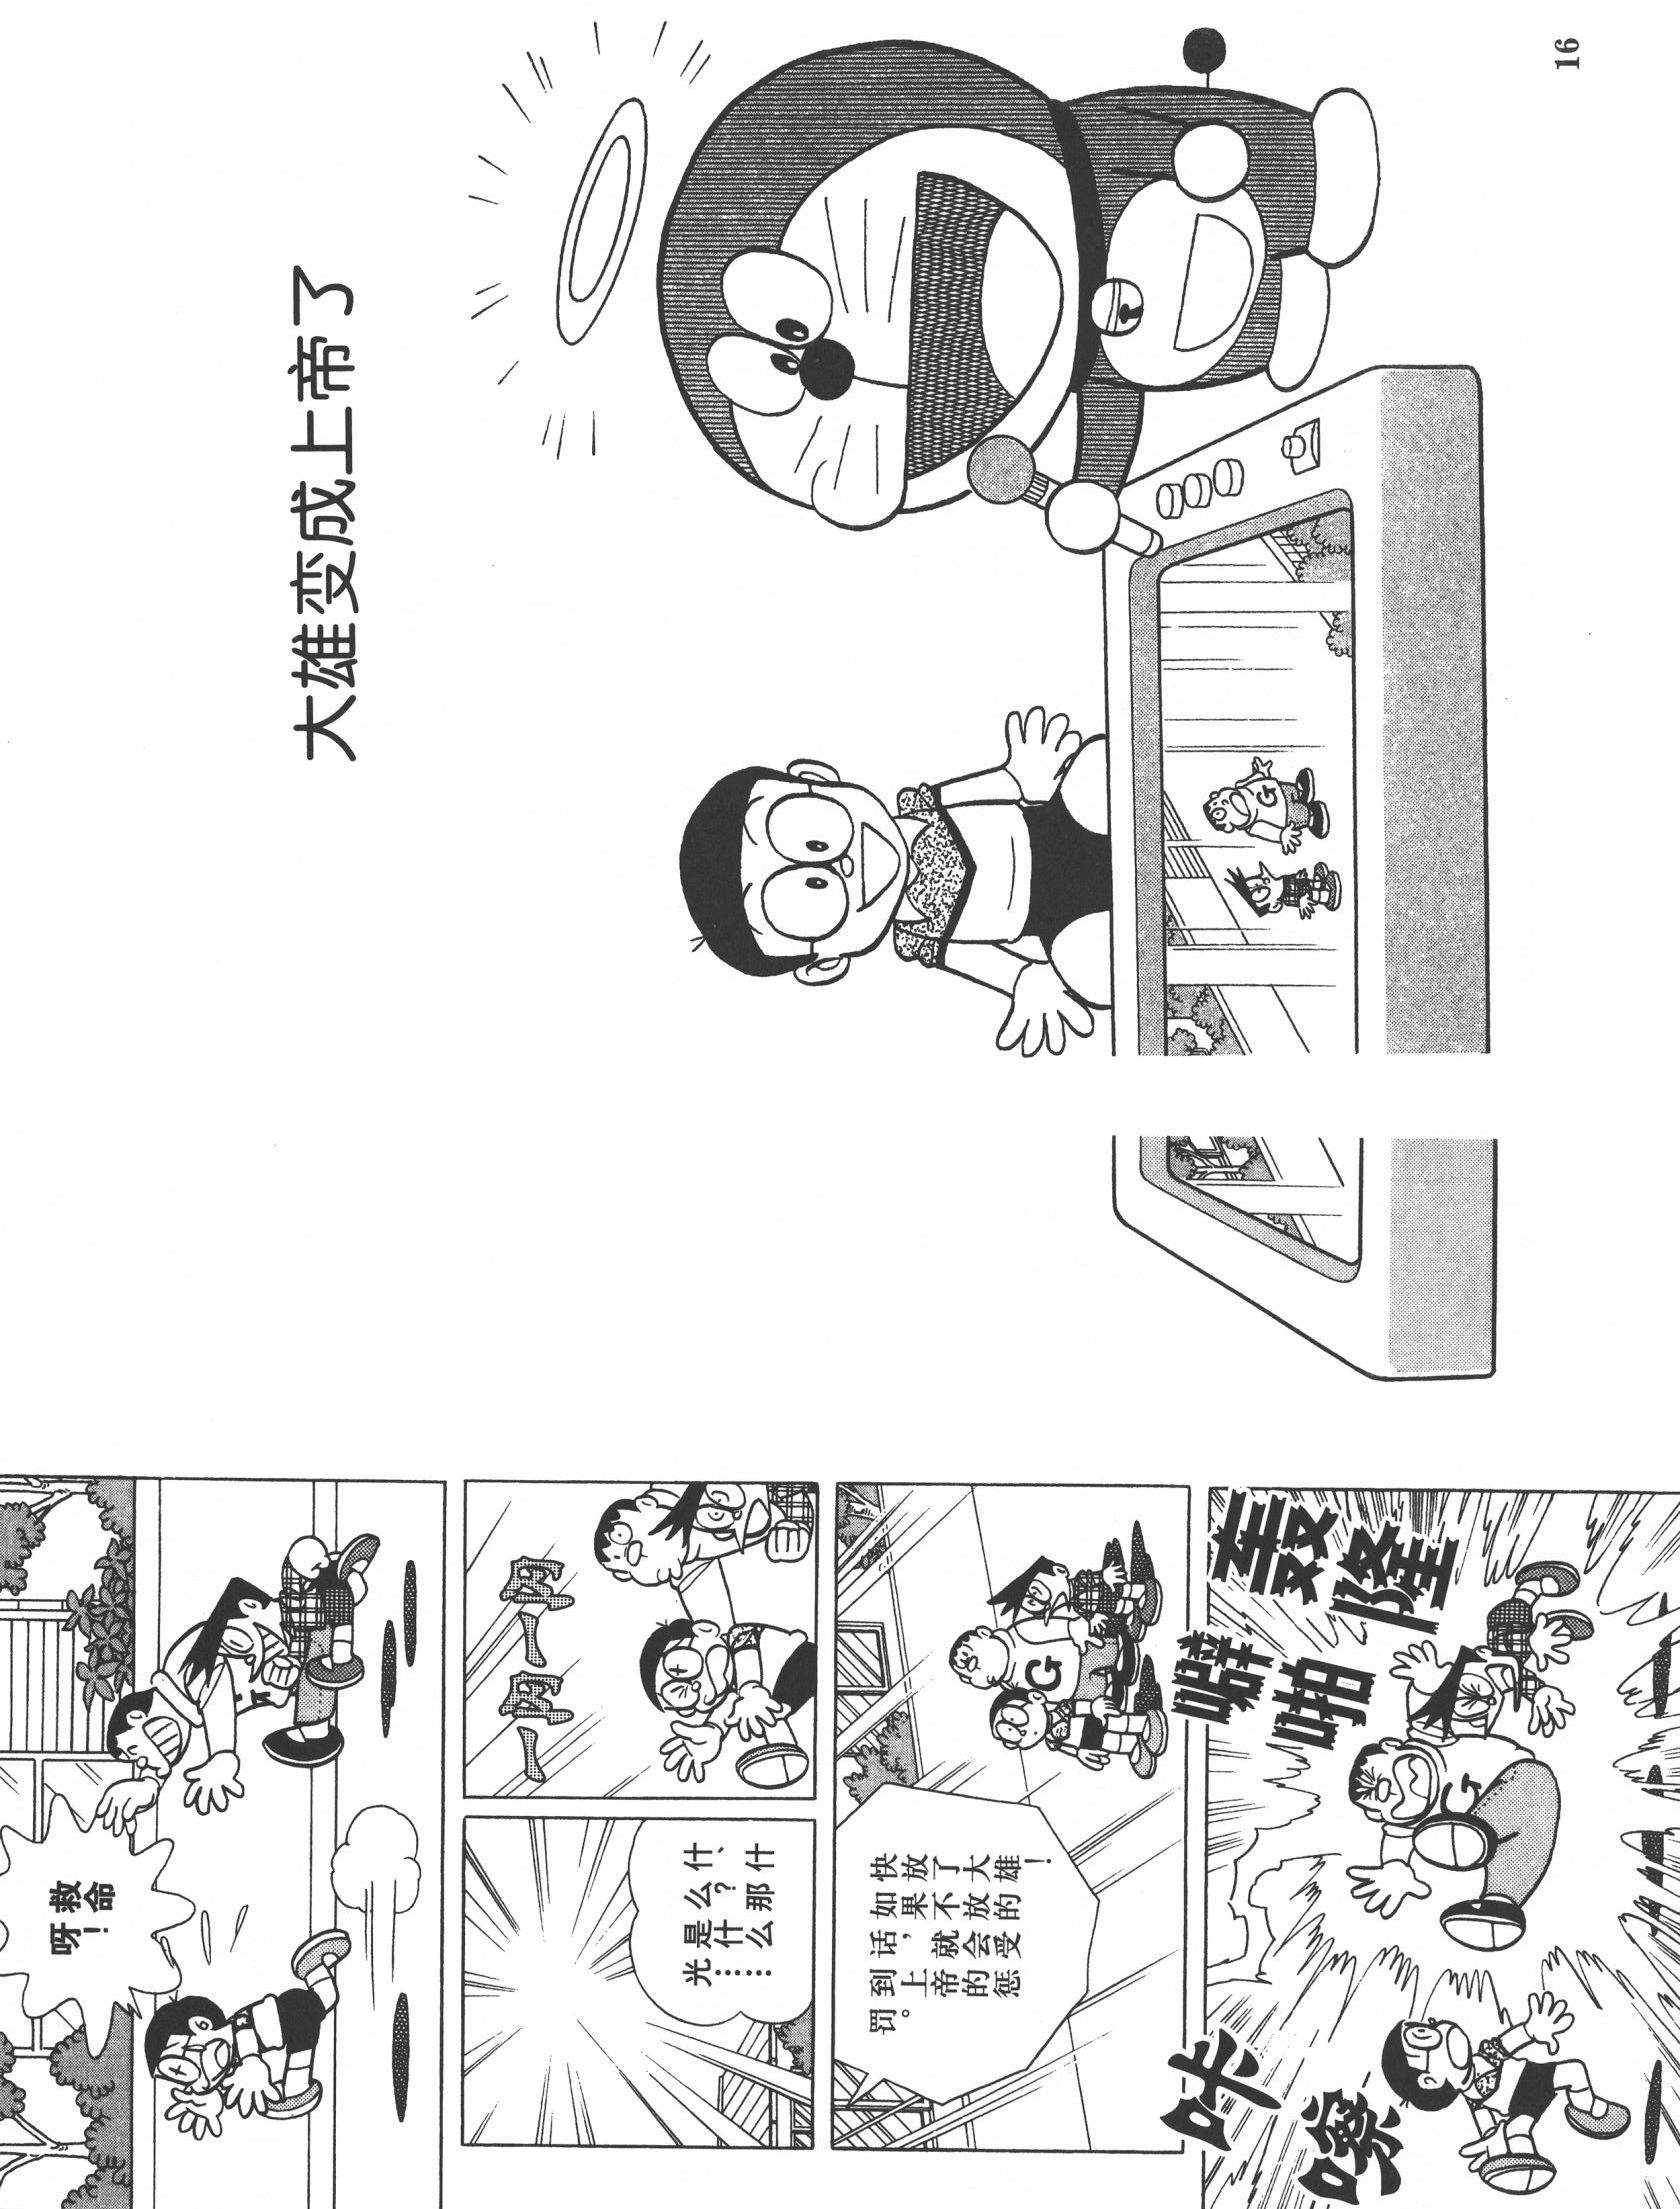 16
大雄变成上帝了
救命
呀！
闪—闪—
什、什
么？那
是什么
光……
快放了大雄！
如果不放的
话，就会受
到上帝的惩
罚。
轰隆
噼啪
咔嚓